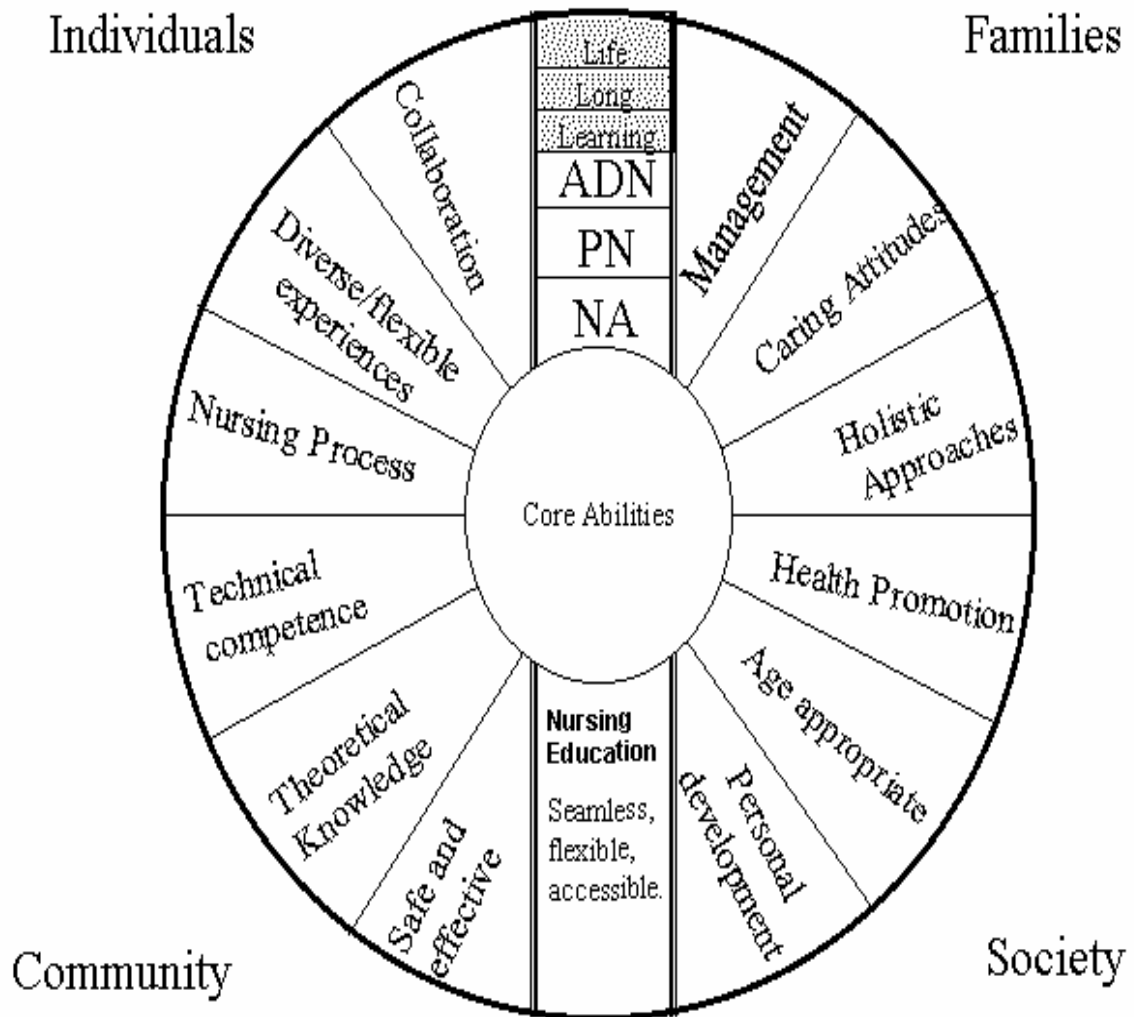 Individuals
Families
Life
Long
Learning
ADN
PN
NA
Collaboration
Management
Diverse/flexible
experiences
Caring Attitudes
Nursing Process
Holistic
Approaches
Core Abilities
Technical
competence
Health Promotion
Theoretical
Knowledge
Age appropriate
Safe and
effective
Nursing
Education
Seamless,
flexible,
accessible.
Personal
development
Community
Society